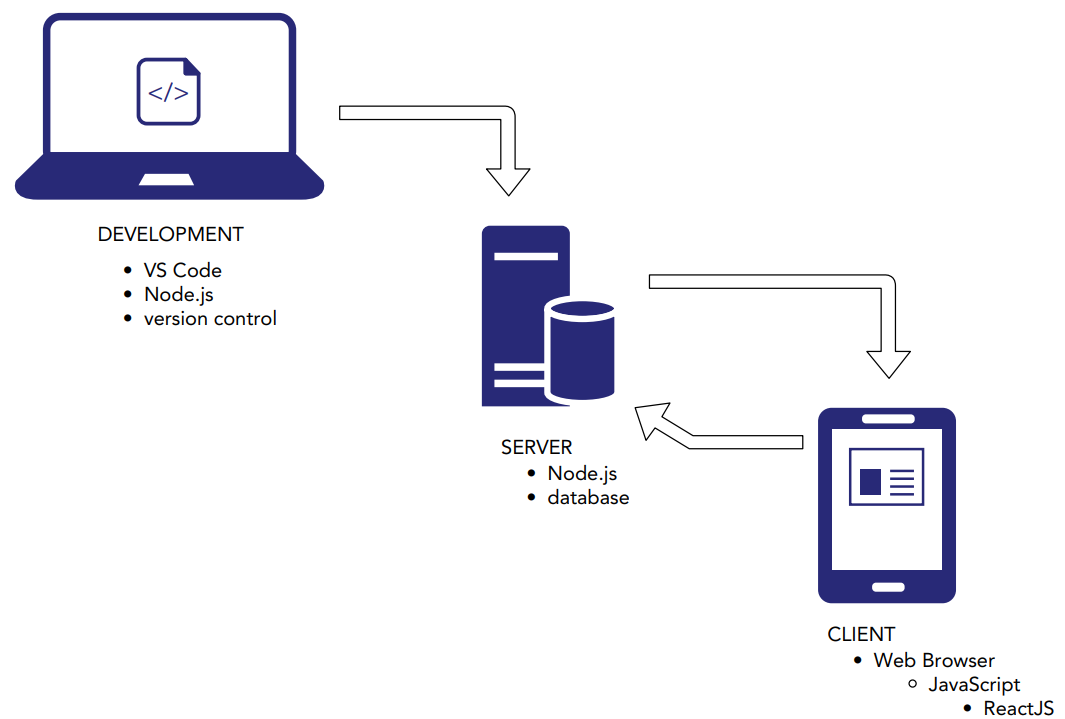 </>
DEVELOPMENT
• VS Code
• Node.js
• version control
SERVER
• Node.js
• database
CLIENT
• Web Browser
○ JavaScript
• ReactJS